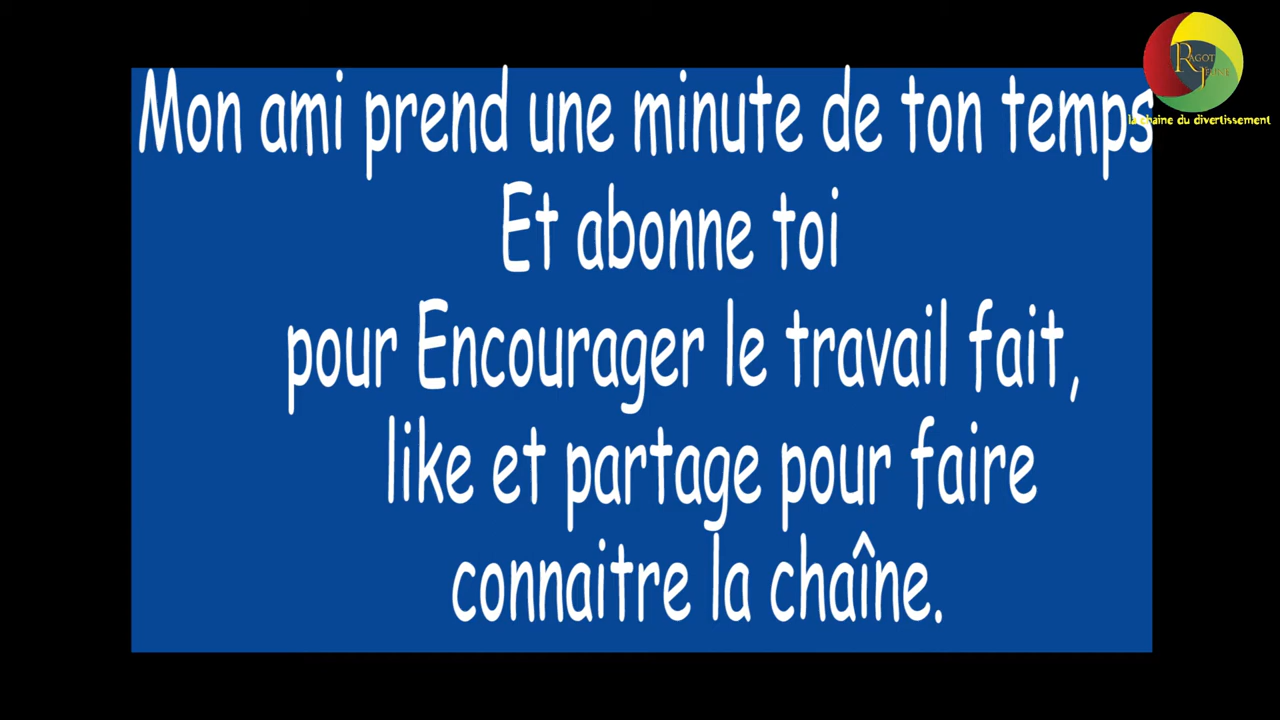 Mon ami prend une minute de ton temps
Et abonne toi
pour Encourager le travail fait,
like et partage pour faire
connaitre la chaîne.
RAGOT
la chaine du divertissement